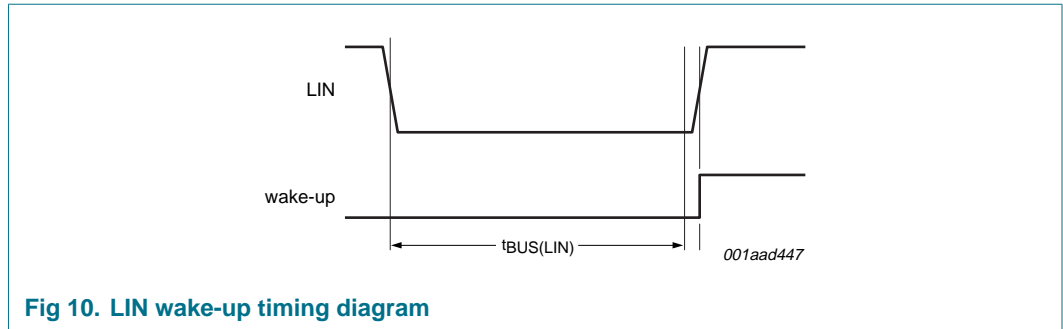 LIN
wake-up
tBUS(LIN)
001aad447
Fig 10. LIN wake-up timing diagram